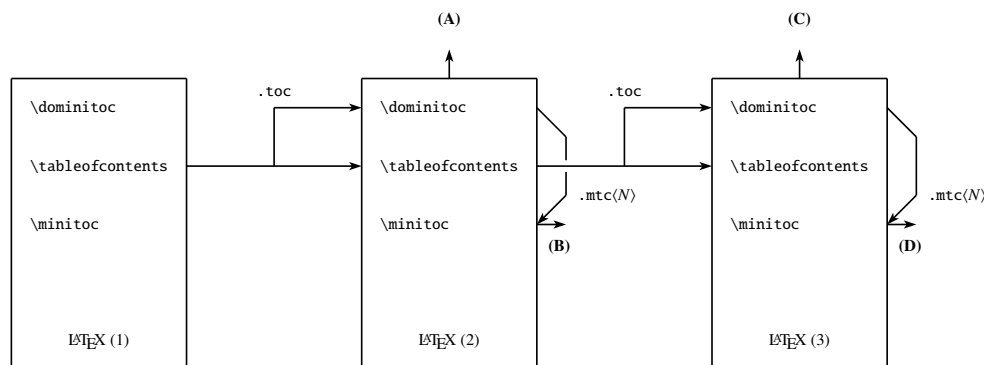 (A)
(C)
.toc
.toc
\dominitoc
\dominitoc
\dominitoc
\tableofcontents
\tableofcontents
\tableofcontents
.mtc⟨N⟩
.mtc⟨N⟩
\minitoc
\minitoc
\minitoc
(B)
(D)
LATEX (1)
LATEX (2)
LATEX (3)